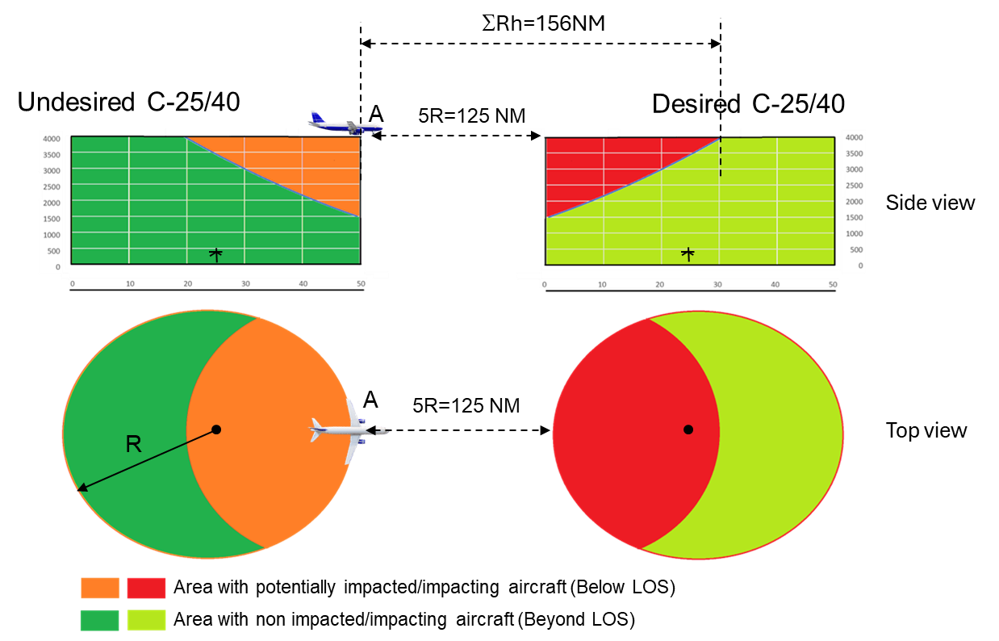 ΣRh=156NM
Undesired C-25/40
A
5R=125 NM
Desired C-25/40
4000
3500
3000
2500
2000
1500
1000
500
0
0 10 20 30 40 50
4000
3500
3000
2500
2000
1500
1000
500
0
0 10 20 30 40 50
Side view
R
A
5R=125 NM
Top view
Area with potentially impacted/impacting aircraft (Below LOS)
Area with non impacted/impacting aircraft (Beyond LOS)